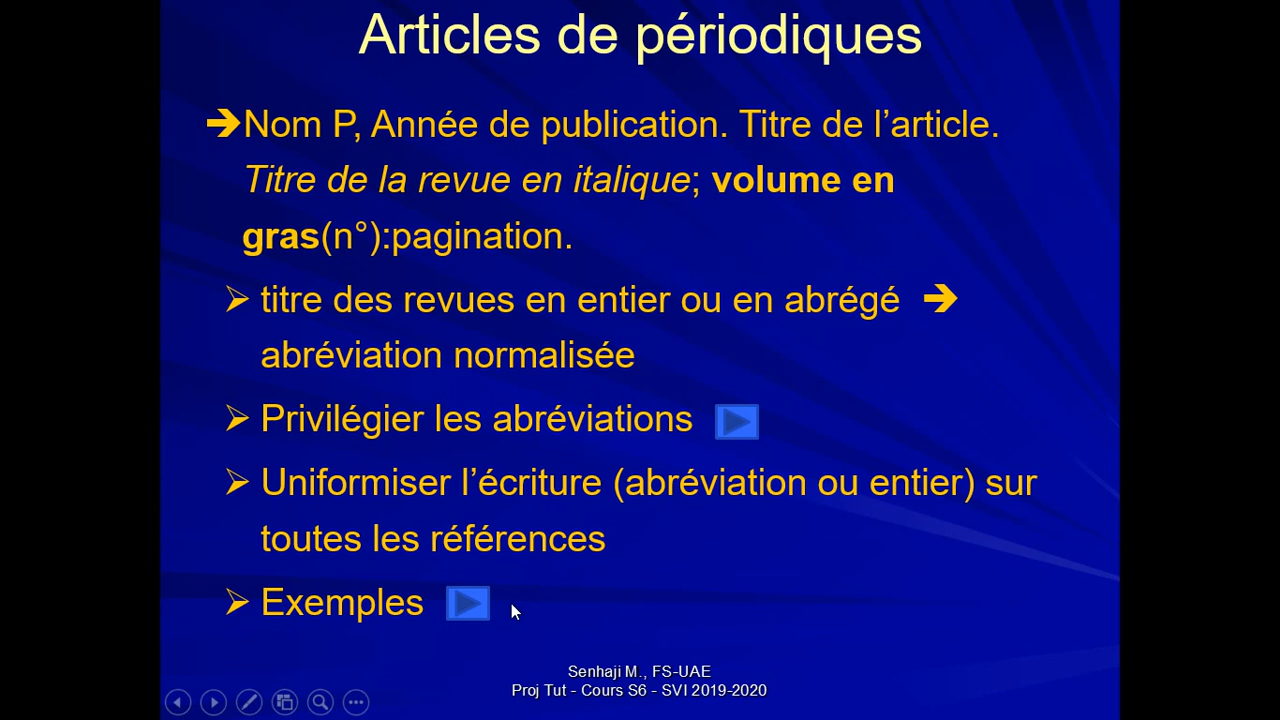 Articles de périodiques
➔Nom P, Année de publication. Titre de l’article.
Titre de la revue en italique; volume en
gras(n°):pagination.
➢ titre des revues en entier ou en abrégé ➔
abréviation normalisée
➢ Privilégier les abréviations
➢ Uniformiser l’écriture (abréviation ou entier) sur
toutes les références
➢ Exemples
Senhaji M., FS-UAE
Proj Tut - Cours S6 - SVI 2019-2020